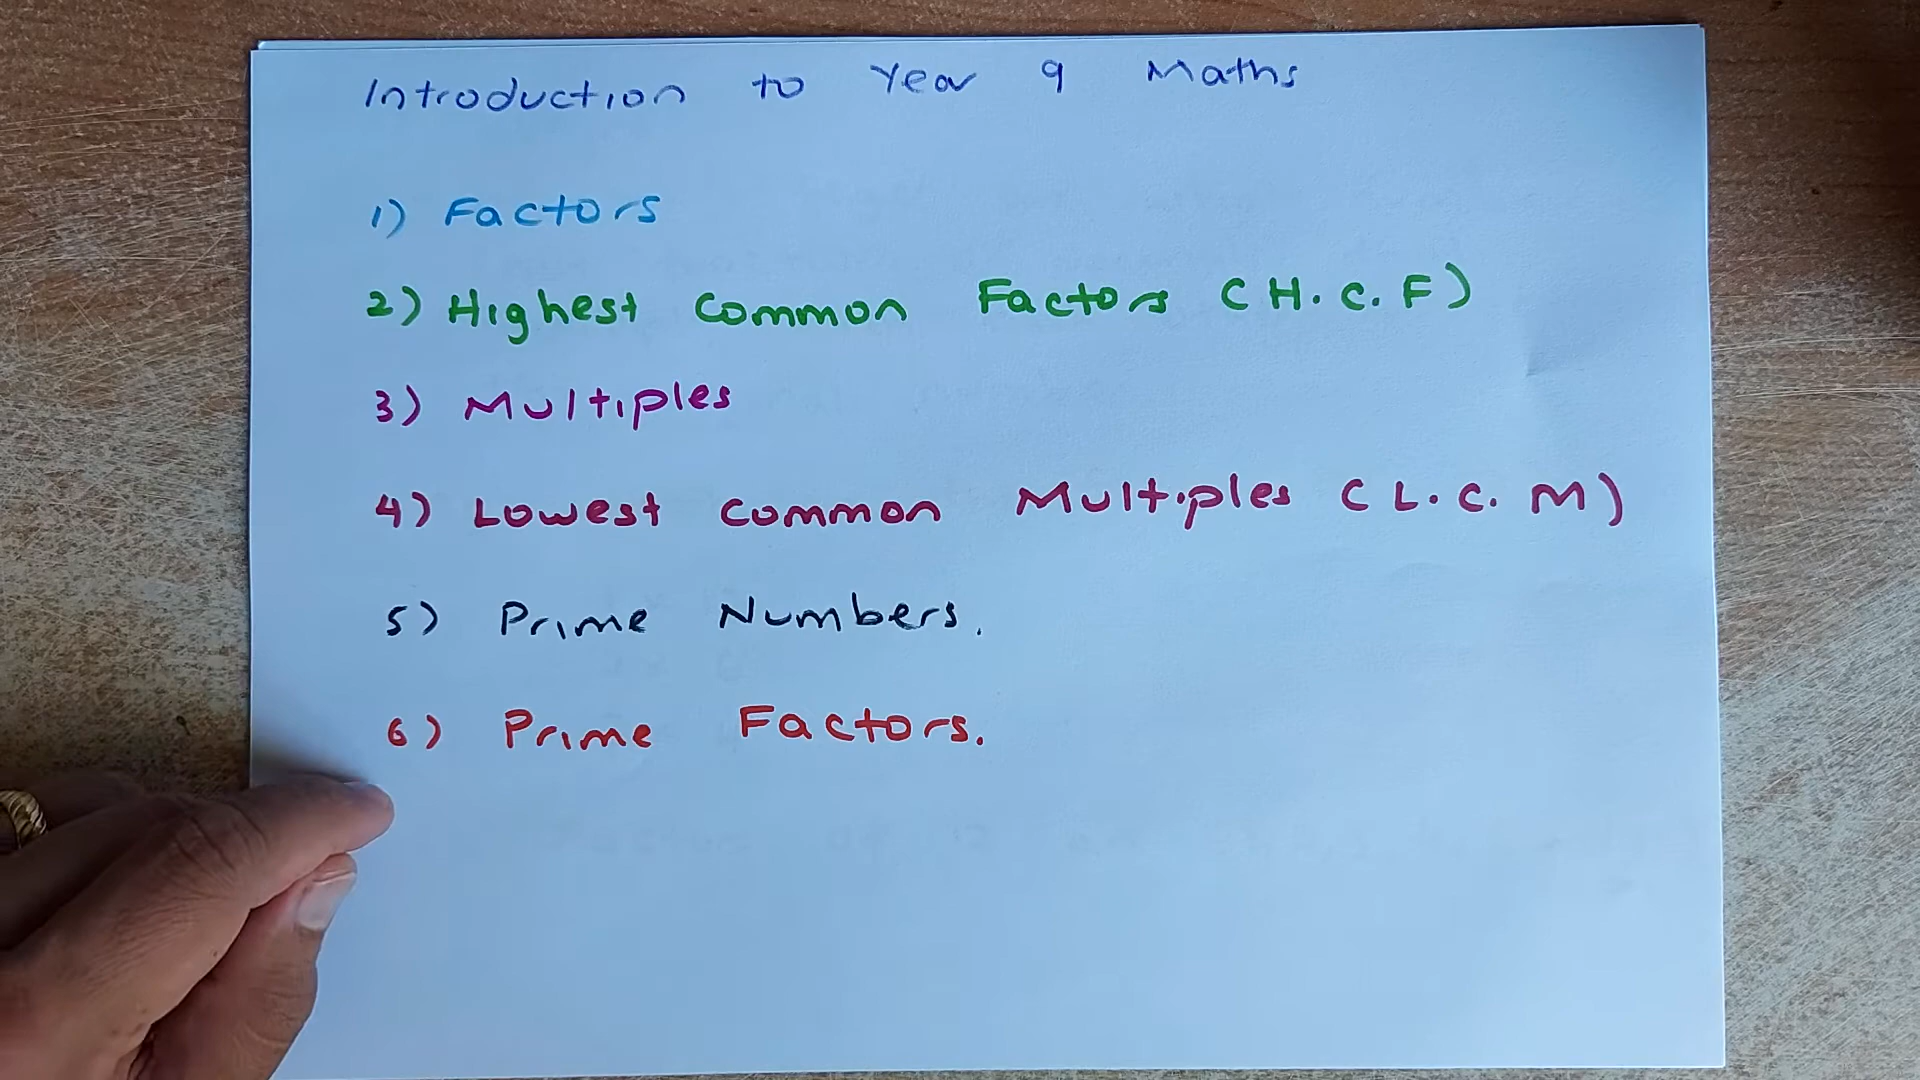 Introduction to Year 9 Maths
1) Factors
2) Highest Common Factors (H.C.F)
3) Multiples
4) Lowest Common Multiples (L.C.M)
5) Prime Numbers.
6) Prime Factors.